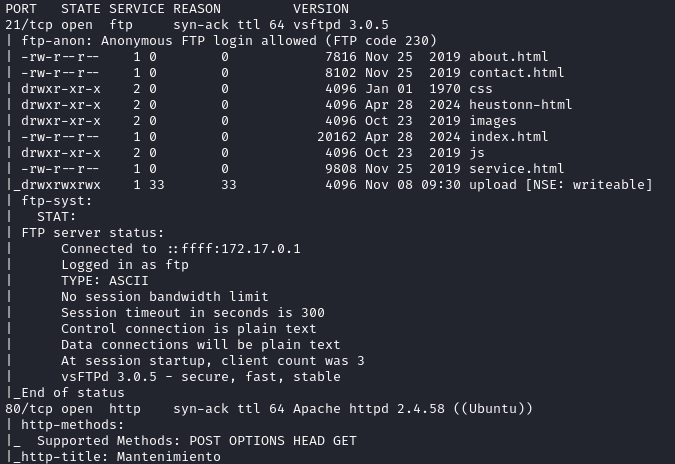 PORT   STATE SERVICE REASON         VERSION
21/tcp open  ftp     syn-ack ttl 64 vsftpd 3.0.5
| ftp-anon: Anonymous FTP login allowed (FTP code 230)
| -rw-r--r--    1 0        0            7816 Nov 25  2019 about.html
| -rw-r--r--    1 0        0            8102 Nov 25  2019 contact.html
| drwxr-xr-x    2 0        0            4096 Jan 01  1970 css
| drwxr-xr-x    2 0        0            4096 Apr 28  2024 heustonn-html
| drwxr-xr-x    2 0        0            4096 Oct 23  2019 images
| -rw-r--r--    1 0        0           20162 Apr 28  2024 index.html
| drwxr-xr-x    2 0        0            4096 Oct 23  2019 js
| -rw-r--r--    1 0        0            9808 Nov 25  2019 service.html
|_drwxrwxrwx    1 33       33           4096 Nov 08 09:30 upload [NSE: writeable]
| ftp-syst:
|   STAT:
| FTP server status:
|      Connected to ::ffff:172.17.0.1
|      Logged in as ftp
|      TYPE: ASCII
|      No session bandwidth limit
|      Session timeout in seconds is 300
|      Control connection is plain text
|      Data connections will be plain text
|      At session startup, client count was 3
|      vsFTPd 3.0.5 - secure, fast, stable
|_End of status
80/tcp open  http    syn-ack ttl 64 Apache httpd 2.4.58 ((Ubuntu))
| http-methods:
|_  Supported Methods: POST OPTIONS HEAD GET
|_http-title: Mantenimiento